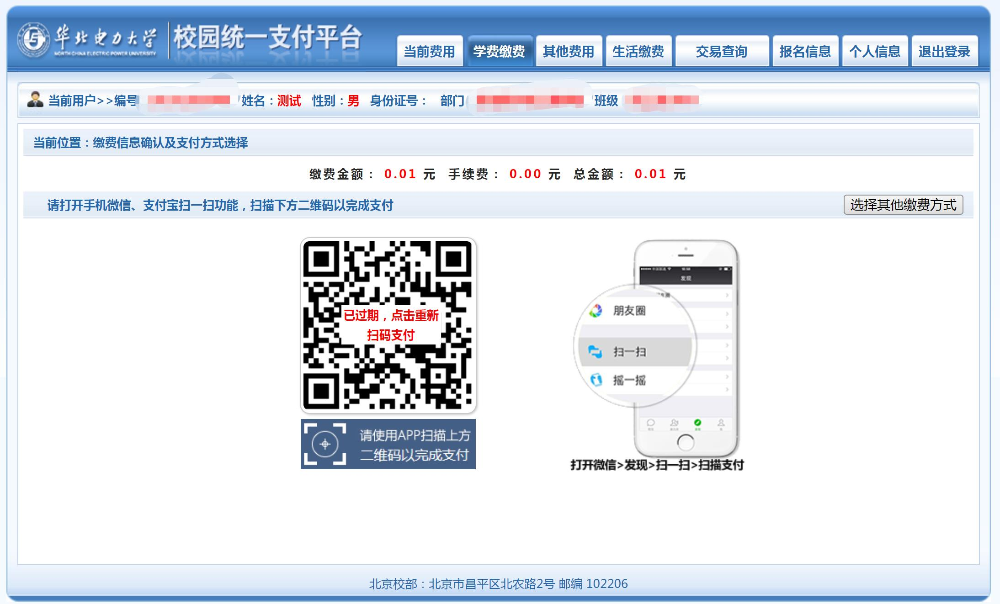 华北电力大学
NORTH CHINA ELECTRIC POWER UNIVERSITY
校园统一支付平台
当前费用
学费缴费
其他费用
生活缴费
交易查询
报名信息
个人信息
退出登录
当前用户>>编号 姓名：测试 性别：男 身份证号： 部门 班级
当前位置：缴费信息确认及支付方式选择
缴费金额： 0.01 元 手续费： 0.00 元 总金额： 0.01 元
请打开手机微信、支付宝扫一扫功能，扫描下方二维码以完成支付
选择其他缴费方式
已过期，点击重新
扫码支付
请使用APP扫描上方
二维码以完成支付
发现
朋友圈
扫一扫
摇一摇
打开微信>发现>扫一扫>扫描支付
北京校部：北京市昌平区北农路2号 邮编 102206